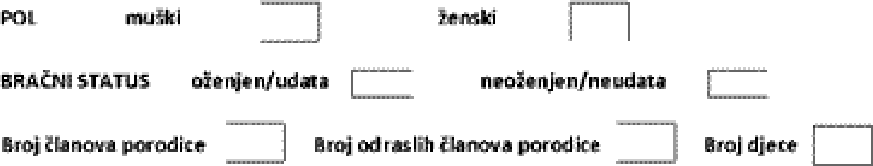 POL muški ženski
BRAČNI STATUS oženjen/udata neoženjen/neudata
Broj članova porodice Broj odraslih članova porodice Broj djece